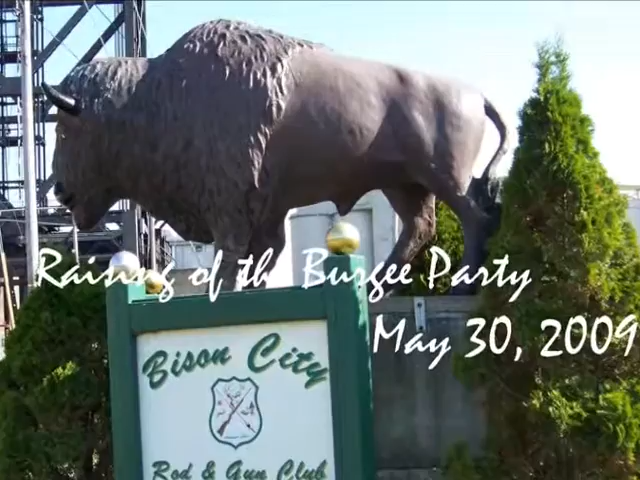 Raising of the Burgee Party
May 30, 2009
Bison City
Rod & Gun Club